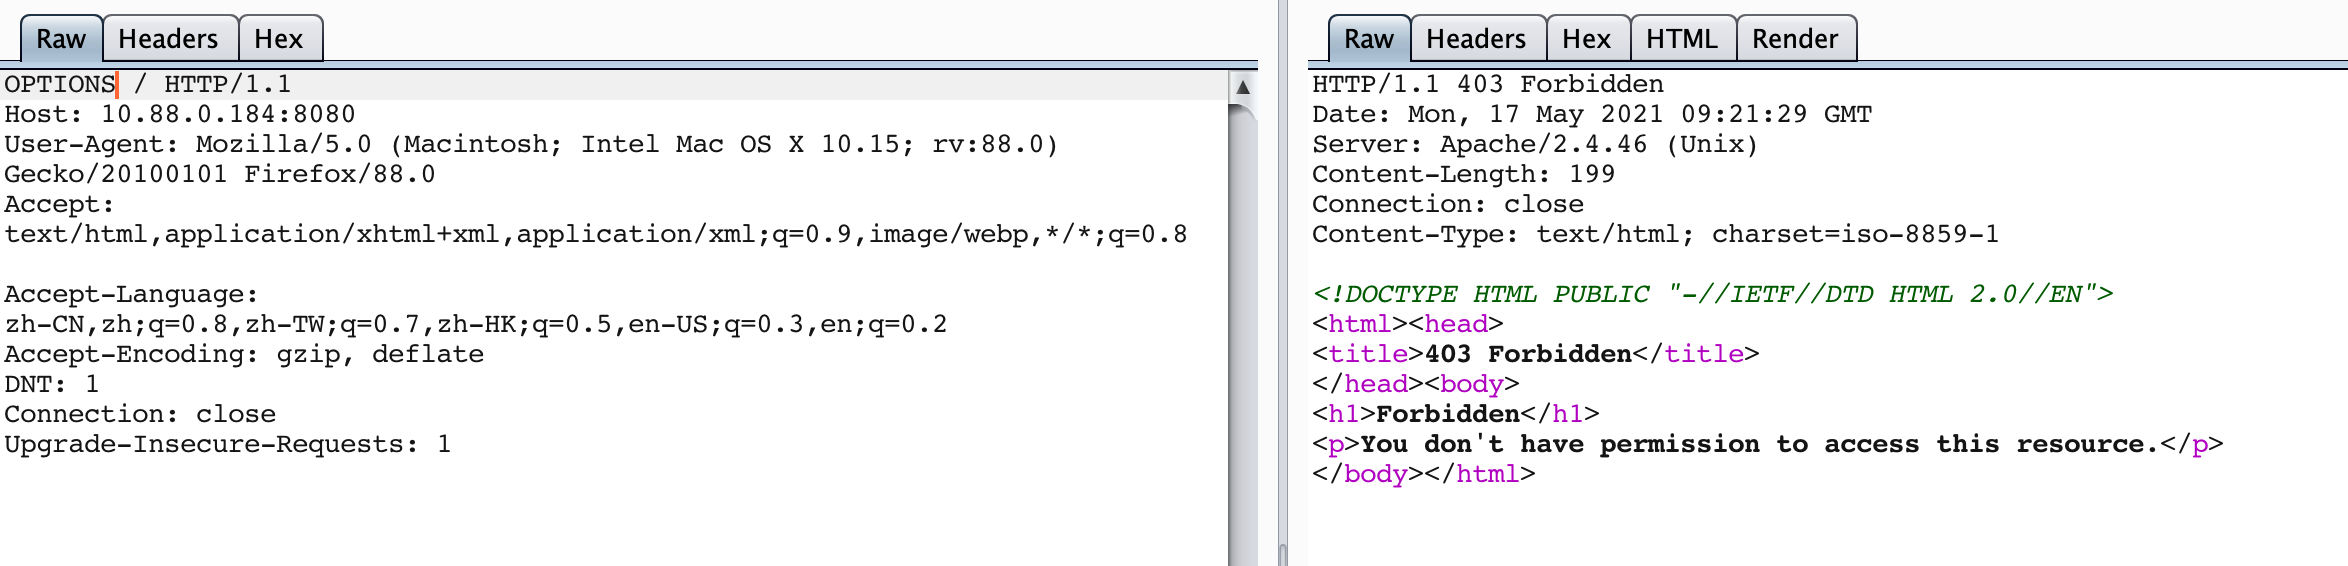 Raw Headers Hex
OPTIONS / HTTP/1.1
Host: 10.88.0.184:8080
User-Agent: Mozilla/5.0 (Macintosh; Intel Mac OS X 10.15; rv:88.0)
Gecko/20100101 Firefox/88.0
Accept:
text/html,application/xhtml+xml,application/xml;q=0.9,image/webp,*/*;q=0.8
Accept-Language:
zh-CN,zh;q=0.8,zh-TW;q=0.7,zh-HK;q=0.5,en-US;q=0.3,en;q=0.2
Accept-Encoding: gzip, deflate
DNT: 1
Connection: close
Upgrade-Insecure-Requests: 1
Raw Headers Hex HTML Render
HTTP/1.1 403 Forbidden
Date: Mon, 17 May 2021 09:21:29 GMT
Server: Apache/2.4.46 (Unix)
Content-Length: 199
Connection: close
Content-Type: text/html; charset=iso-8859-1
<!DOCTYPE HTML PUBLIC "-//IETF//DTD HTML 2.0//EN">
<html><head>
<title>403 Forbidden</title>
</head><body>
<h1>Forbidden</h1>
<p>You don't have permission to access this resource.</p>
</body></html>